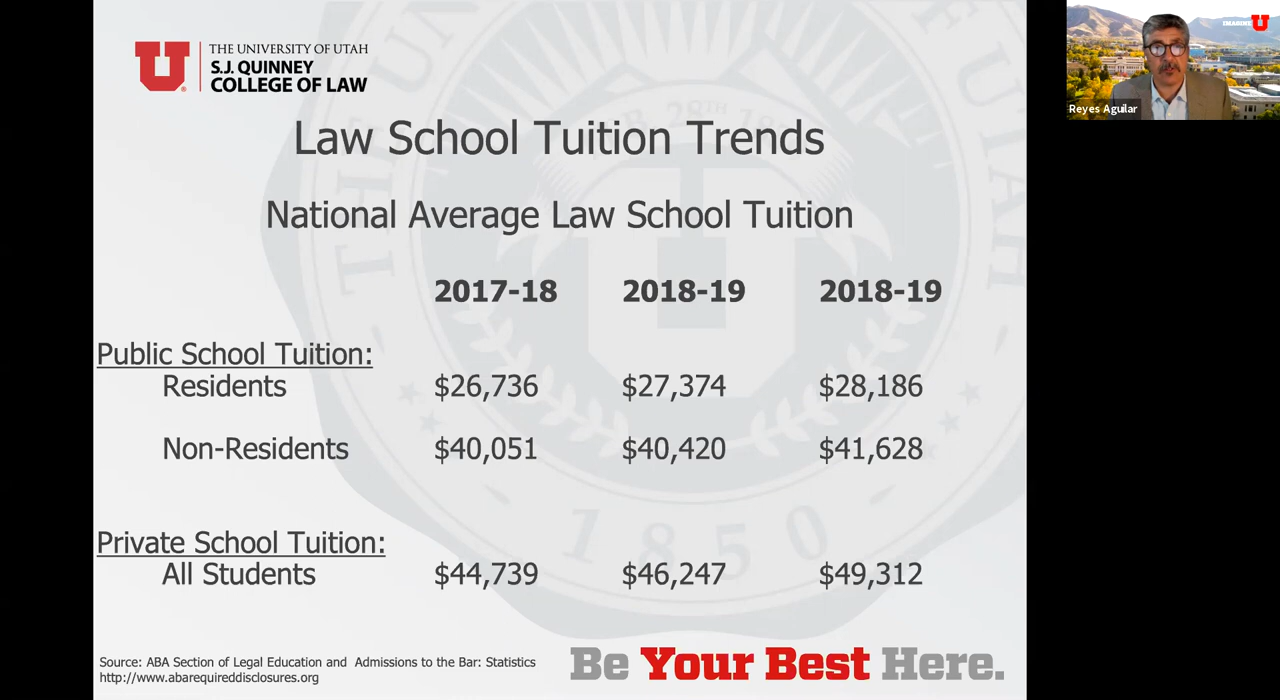 THE UNIVERSITY OF UTAH
S.J. QUINNEY
COLLEGE OF LAW
IMAGINE U
Reyes Aguilar
Law School Tuition Trends
National Average Law School Tuition
2017-18 2018-19 2018-19
Public School Tuition:
Residents $26,736 $27,374 $28,186
Non-Residents $40,051 $40,420 $41,628
1850
Private School Tuition:
All Students $44,739 $46,247 $49,312
Source: ABA Section of Legal Education and Admissions to the Bar: Statistics
http://www.abarequireddisclosures.org
Be Your Best Here.